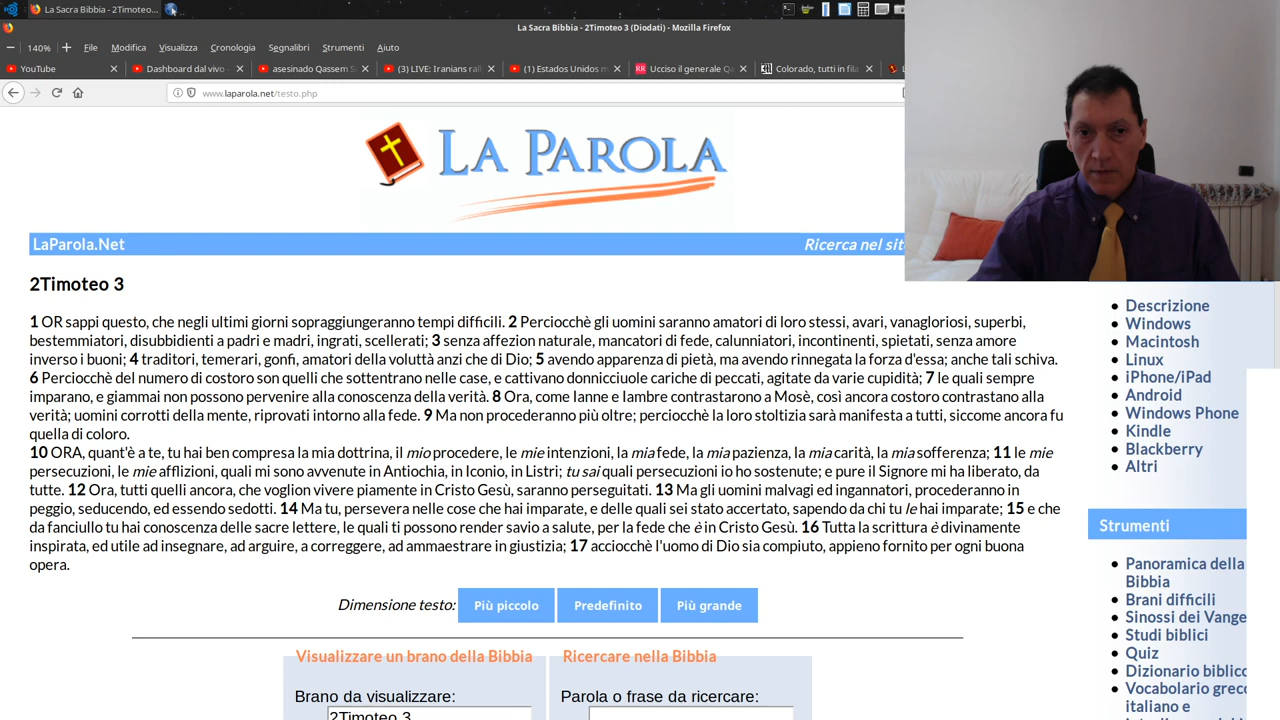 La Sacra Bibbia - 2Timoteo...
La Sacra Bibbia - 2Timoteo 3 (Diodati) - Mozilla Firefox
140%
File Modifica Visualizza Cronologia Segnalibri Strumenti Aiuto
YouTube
Dashboard dal vivo -
asesinado Qassem S
(3) LIVE: Iranians ral
(1) Estados Unidos m
Ucciso il generale Qa
Colorado, tutti in fila
www.laparola.net/testo.php
LA PAROLA
LaParola.Net
Ricerca nel sit
2Timoteo 3
1 OR sappi questo, che negli ultimi giorni sopraggiungeranno tempi difficili. 2 Perciocchè gli uomini saranno amatori di loro stessi, avari, vanagloriosi, superbi,
bestemmiatori, disubbidienti a padri e madri, ingrati, scellerati; 3 senza affezion naturale, mancatori di fede, calunniatori, incontinenti, spietati, senza amore
inverso i buoni; 4 traditori, temerari, gonfi, amatori della voluttà anzi che di Dio; 5 avendo apparenza di pietà, ma avendo rinnegata la forza d'essa; anche tali schiva.
6 Perciocchè del numero di costoro son quelli che sottentrano nelle case, e cattivano donnicciuole cariche di peccati, agitate da varie cupidità; 7 le quali sempre
imparano, e giammai non possono pervenire alla conoscenza della verità. 8 Ora, come Ianne e Iambre contrastarono a Mosè, così ancora costoro contrastano alla
verità; uomini corrotti della mente, riprovati intorno alla fede. 9 Ma non procederanno più oltre; perciocchè la loro stoltizia sarà manifesta a tutti, siccome ancora fu
quella di coloro.
10 ORA, quant'è a te, tu hai ben compresa la mia dottrina, il mio procedere, le mie intenzioni, la mia fede, la mia pazienza, la mia carità, la mia sofferenza; 11 le mie
persecuzioni, le mie afflizioni, quali mi sono avvenute in Antiochia, in Iconio, in Listri; tu sai quali persecuzioni io ho sostenute; e pure il Signore mi ha liberato, da
tutte. 12 Ora, tutti quelli ancora, che voglion vivere piamente in Cristo Gesù, saranno perseguitati. 13 Ma gli uomini malvagi ed ingannatori, procederanno in
peggio, seducendo, ed essendo sedotti. 14 Ma tu, persevera nelle cose che hai imparate, e delle quali sei stato accertato, sapendo da chi tu le hai imparate; 15 e che
da fanciullo tu hai conoscenza delle sacre lettere, le quali ti possono render savio a salute, per la fede che è in Cristo Gesù. 16 Tutta la scrittura è divinamente
inspirata, ed utile ad insegnare, ad arguire, a correggere, ad ammaestrare in giustizia; 17 acciocchè l'uomo di Dio sia compiuto, appieno fornito per ogni buona
opera.
Dimensione testo: Più piccolo Predefinito Più grande
Visualizzare un brano della Bibbia
Brano da visualizzare:
2Timoteo 3
Ricercare nella Bibbia
Parola o frase da ricercare:
Descrizione
Windows
Macintosh
Linux
iPhone/iPad
Android
Windows Phone
Kindle
Blackberry
Altri
Strumenti
Panoramica della
Bibbia
Brani difficili
Sinossi dei Vange
Studi biblici
Quiz
Dizionario biblico
Vocabolario greco
italiano e